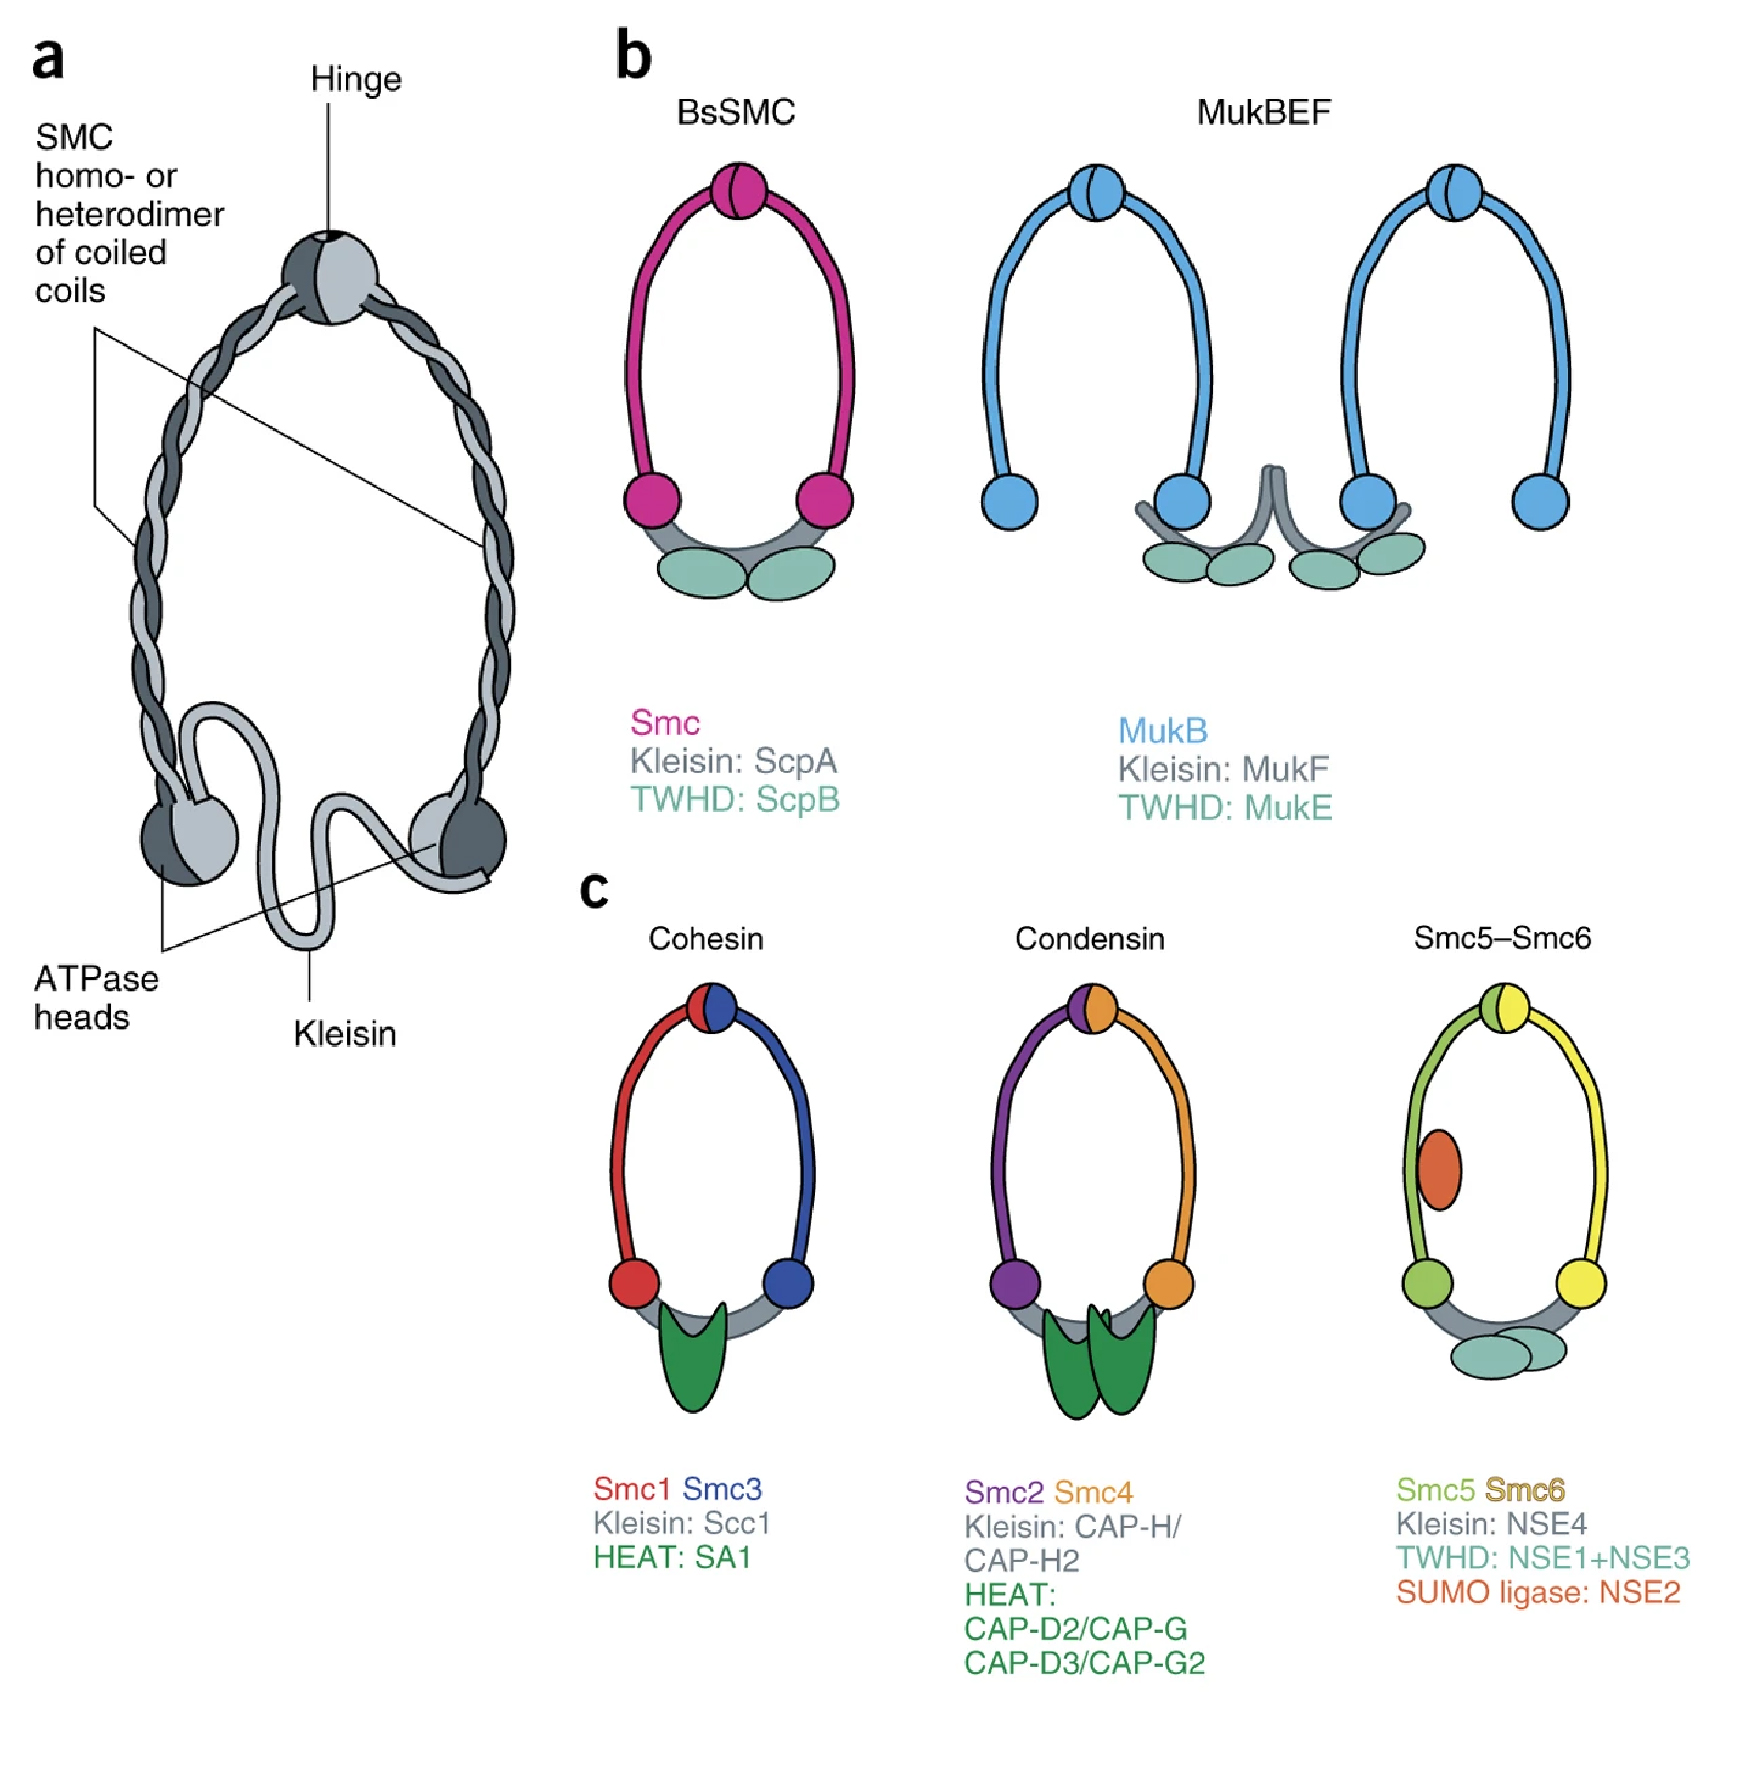 a
Hinge
SMC
homo- or
heterodimer
of coiled
coils
ATPase
heads
Kleisin
b
BsSMC
MukBEF
Smc
Kleisin: ScpA
TWHD: ScpB
MukB
Kleisin: MukF
TWHD: MukE
c
Cohesin
Condensin
Smc5–Smc6
Smc1 Smc3
Kleisin: Scc1
HEAT: SA1
Smc2 Smc4
Kleisin: CAP-H/
CAP-H2
HEAT:
CAP-D2/CAP-G
CAP-D3/CAP-G2
Smc5 Smc6
Kleisin: NSE4
TWHD: NSE1+NSE3
SUMO ligase: NSE2